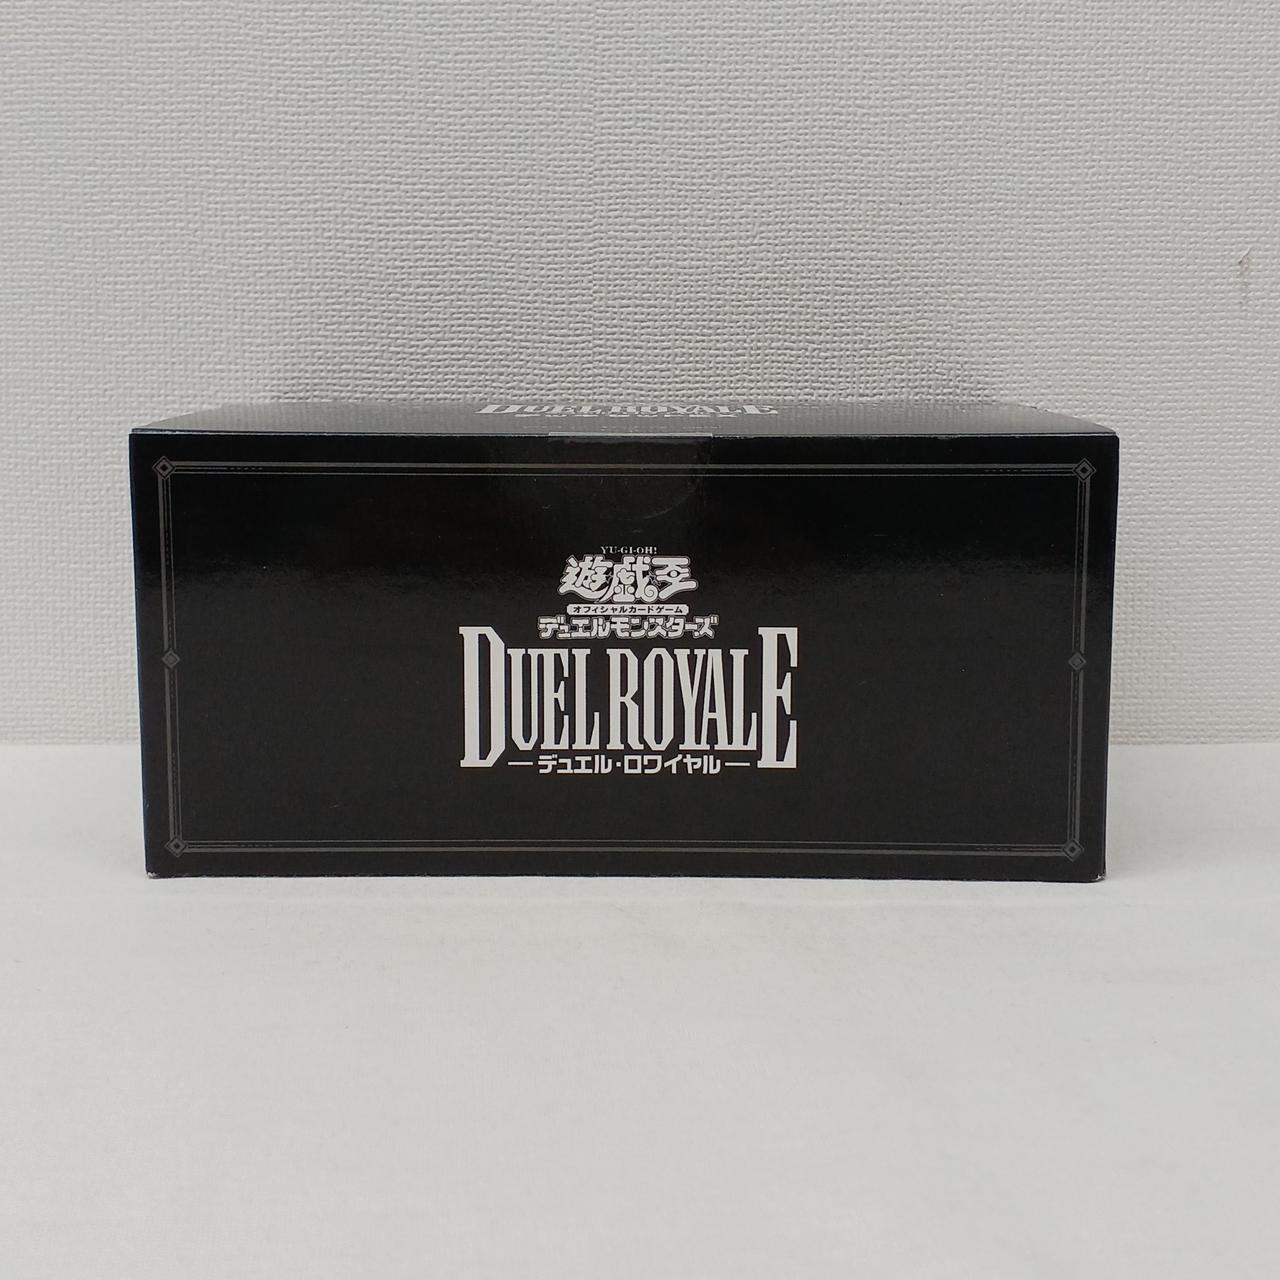 DUEL ROYALE
YU-GI-OH!
遊戯王
オフィシャルカードゲーム
デュエルモンスターズ
DUEL ROYALE
デュエル・ロワイヤル